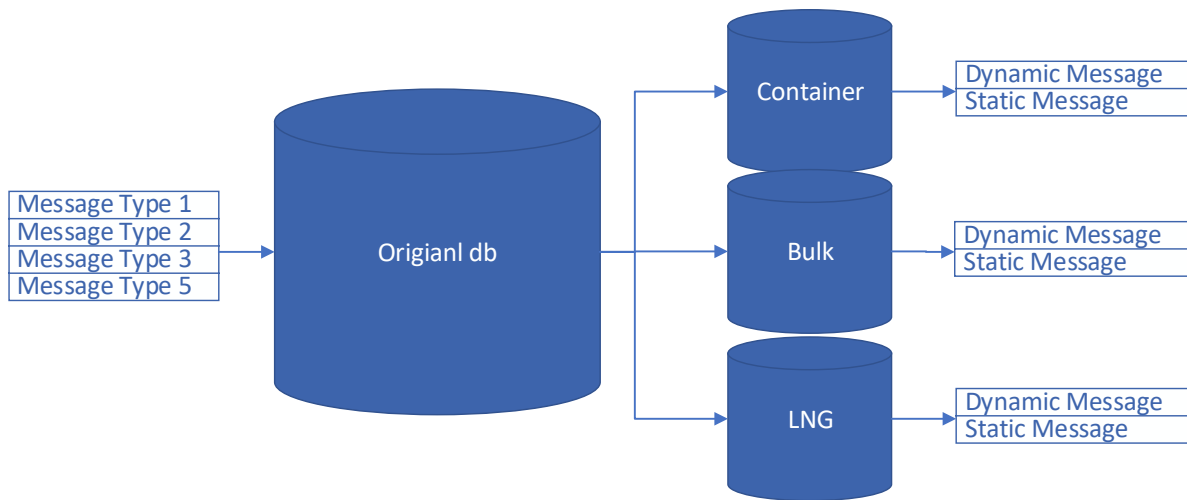 Message Type 1
Message Type 2
Message Type 3
Message Type 5
Origianl db
Container
Dynamic Message
Static Message
Bulk
Dynamic Message
Static Message
LNG
Dynamic Message
Static Message